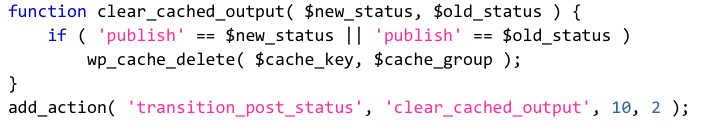 function clear_cached_output( $new_status, $old_status ) {
    if ( 'publish' == $new_status || 'publish' == $old_status )
        wp_cache_delete( $cache_key, $cache_group );
}
add_action( 'transition_post_status', 'clear_cached_output', 10, 2 );